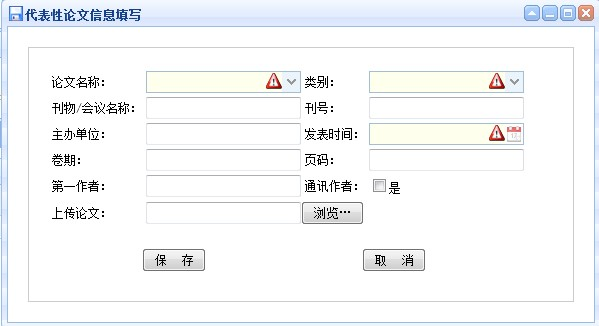 代表性论文信息填写
论文名称： 类别：
刊物/会议名称： 刊号：
主办单位： 发表时间：
卷期： 页码：
第一作者： 通讯作者： 是
上传论文： 浏览…
保 存 取 消